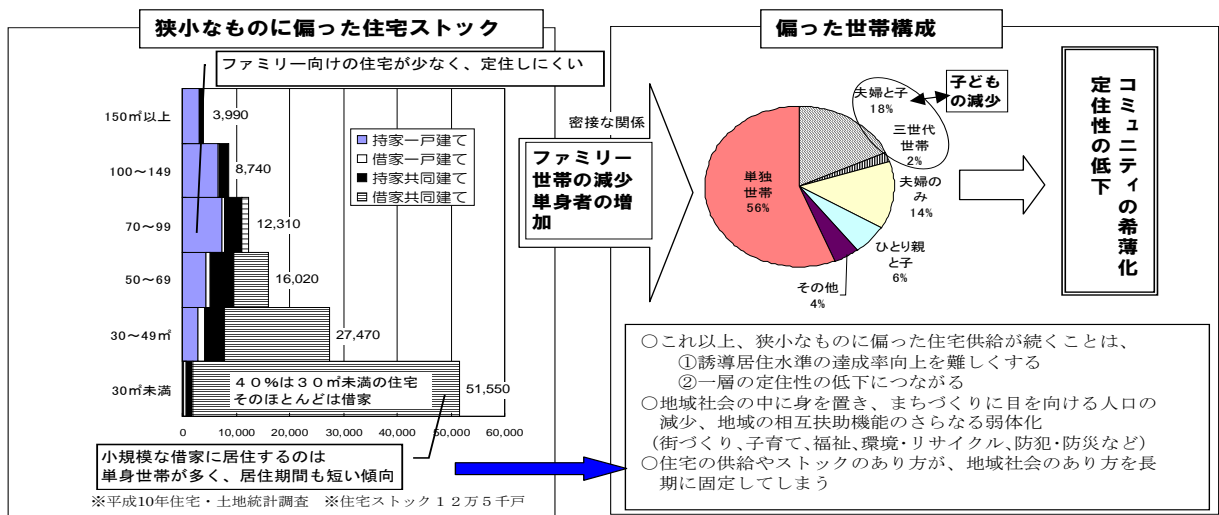 狭小なものに偏った住宅ストック
ファミリー向けの住宅が少なく、定住しにくい
150㎡以上
3,990
100～149
8,740
70～99
12,310
50～69
16,020
30～49㎡
27,470
30㎡未満
51,550
持家一戸建て
借家一戸建て
持家共同建て
借家共同建て
４０％は３０㎡未満の住宅
そのほとんどは借家
0
10,000
20,000
30,000
40,000
50,000
60,000
小規模な借家に居住するのは
単身世帯が多く、居住期間も短い傾向
※平成10年住宅・土地統計調査　※住宅ストック１２万５千戸
密接な関係
ファミリー
世帯の減少
単身者の増
加
偏った世帯構成
夫婦と子
18%
子ども
の減少
三世代
世帯
2%
夫婦のみ
14%
ひとり親
と子
6%
その他
4%
単独
世帯
56%
コミュニティの希薄化
定住性の低下
○これ以上、狭小なものに偏った住宅供給が続くことは、
①誘導居住水準の達成率向上を難しくする
②一層の定住性の低下につながる
○地域社会の中に身を置き、まちづくりに目を向ける人口の
減少、地域の相互扶助機能のさらなる弱体化
（街づくり、子育て、福祉、環境・リサイクル、防犯・防災など）
○住宅の供給やストックのあり方が、地域社会のあり方を長
期に固定してしまう